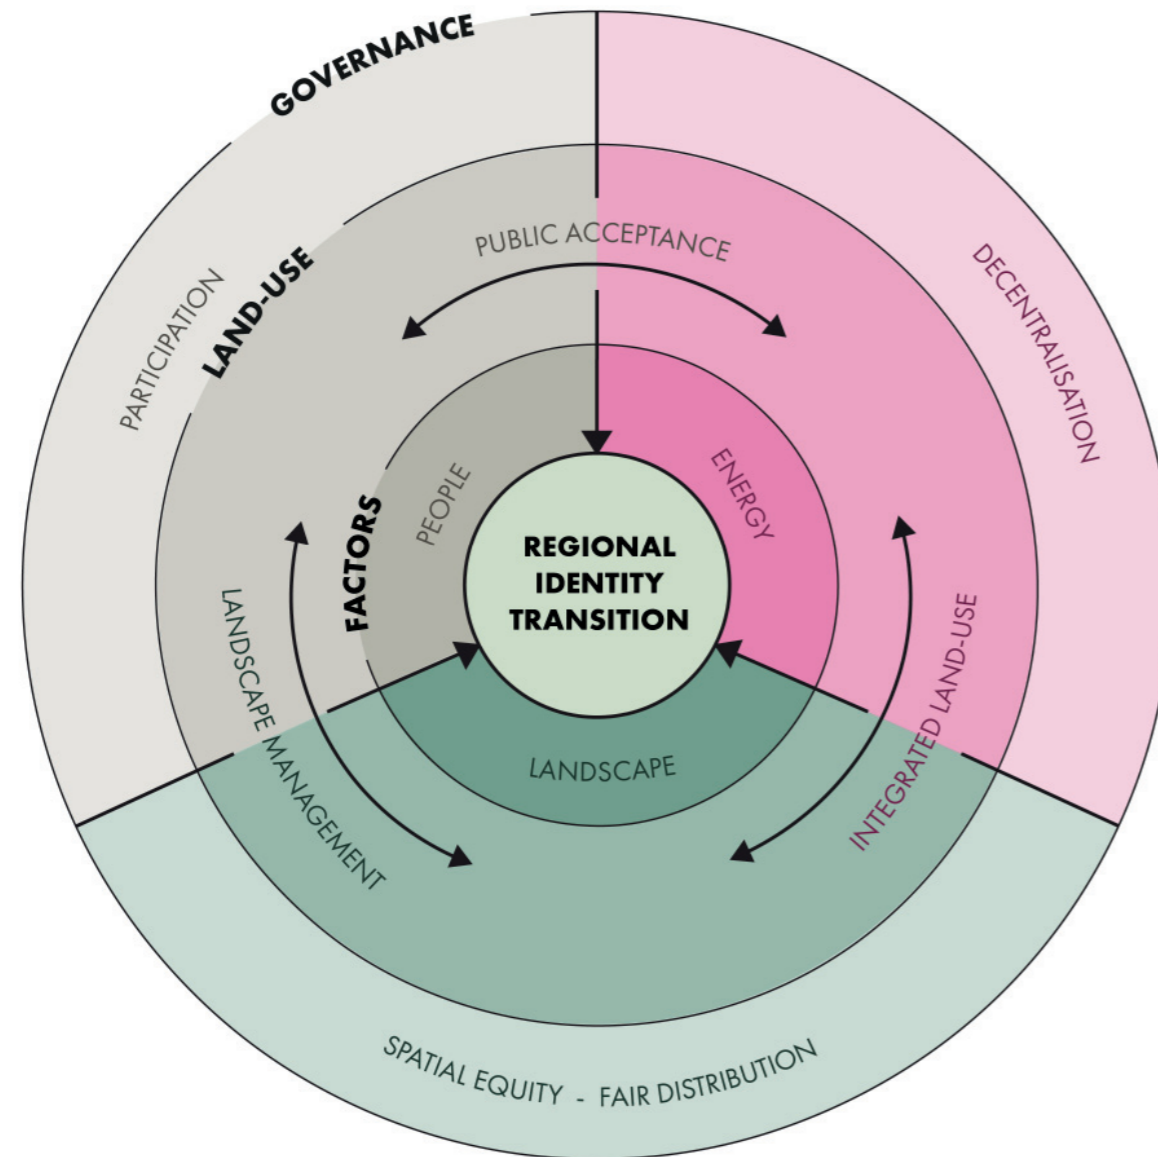 GOVERNANCE
PARTICIPATION
DECENTRALISATION
LAND-USE
PUBLIC ACCEPTANCE
FACTORS
PEOPLE
ENERGY
REGIONAL
IDENTITY
TRANSITION
LANDSCAPE
LANDSCAPE MANAGEMENT
INTEGRATED LAND-USE
SPATIAL EQUITY - FAIR DISTRIBUTION